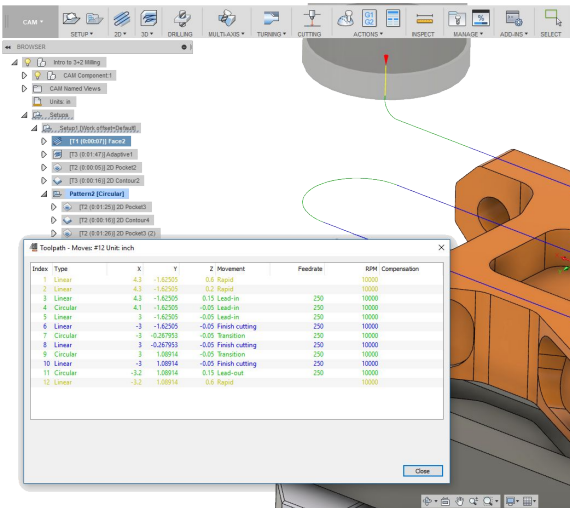 CAM ▾
SETUP ▾ 2D ▾ 3D ▾ DRILLING MULTI-AXIS ▾ TURNING ▾ CUTTING ACTIONS ▾ INSPECT MANAGE ▾ ADD-INS ▾ SELECT
G1
G2
%
BROWSER
Intro to 3+2 Milling
CAM Component:1
CAM Named Views
Units: in
Setups
Setup1 [Work offset=Default]
[T1 (0:00:07)] Face2
[T3 (0:01:47)] Adaptive1
[T2 (0:00:05)] 2D Pocket2
[T3 (0:00:16)] 2D Contour2
Pattern2 [Circular]
[T2 (0:01:25)] 2D Pocket3
[T2 (0:00:16)] 2D Contour4
[T2 (0:01:26)] 2D Pocket3 (2)
Toolpath - Moves: #12 Unit: inch
Index Type X Y Z Movement Feedrate RPM Compensation
1 Linear 4.3 -1.62505 0.6 Rapid 10000
2 Linear 4.3 -1.62505 0.2 Rapid 10000
3 Linear 4.3 -1.62505 0.15 Lead-in 250 10000
4 Circular 4.1 -1.62505 -0.05 Lead-in 250 10000
5 Linear 3 -1.62505 -0.05 Lead-in 250 10000
6 Linear -3 -1.62505 -0.05 Finish cutting 250 10000
7 Circular -3 -0.267953 -0.05 Transition 250 10000
8 Linear 3 -0.267953 -0.05 Finish cutting 250 10000
9 Circular 3 1.08914 -0.05 Transition 250 10000
10 Linear -3 1.08914 -0.05 Finish cutting 250 10000
11 Circular -3.2 1.08914 0.15 Lead-out 250 10000
12 Linear -3.2 1.08914 0.6 Rapid 10000
Close